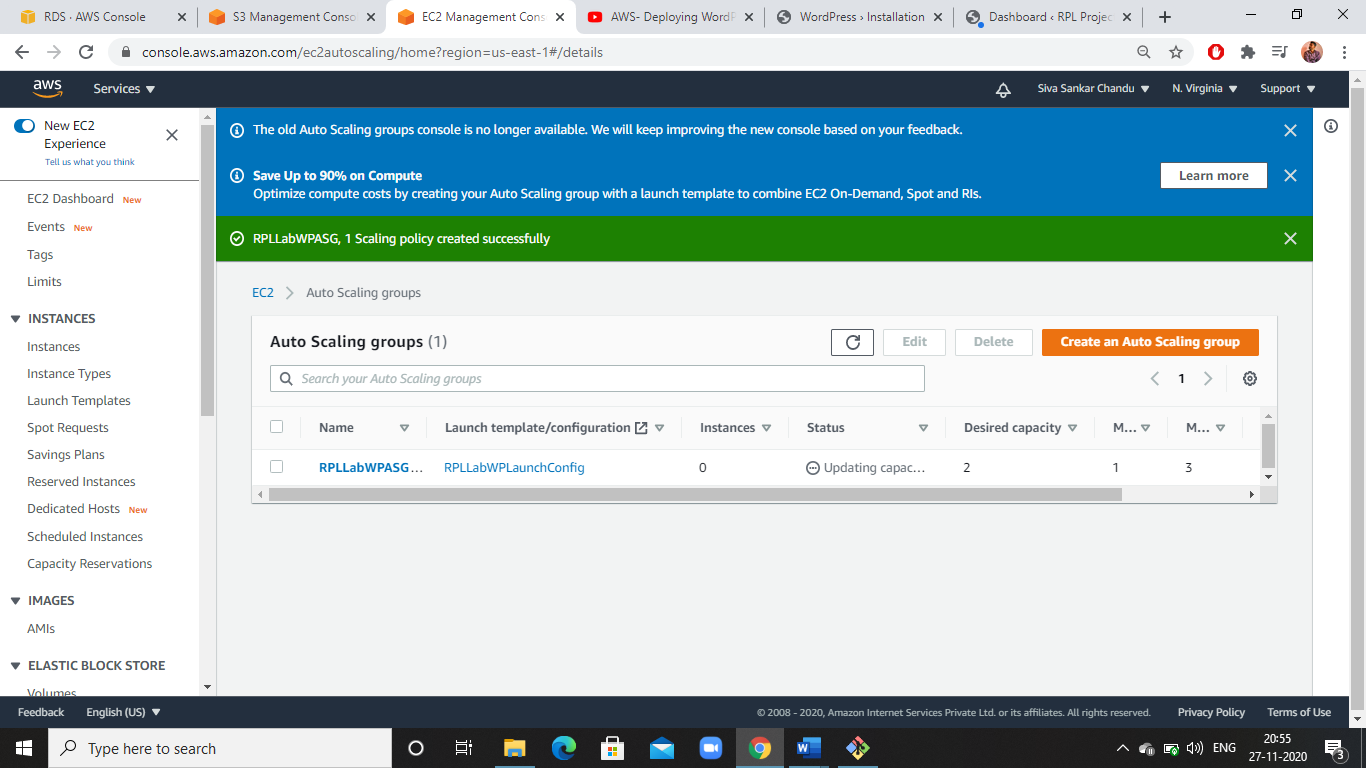 RDS · AWS Console
S3 Management Conso
EC2 Management Cons
AWS- Deploying WordP
WordPress › Installation
Dashboard ‹ RPL Projec
console.aws.amazon.com/ec2autoscaling/home?region=us-east-1#/details
aws
Services
Siva Sankar Chandu
N. Virginia
Support
New EC2
Experience
Tell us what you think
EC2 Dashboard New
Events New
Tags
Limits
INSTANCES
Instances
Instance Types
Launch Templates
Spot Requests
Savings Plans
Reserved Instances
Dedicated Hosts New
Scheduled Instances
Capacity Reservations
IMAGES
AMIs
ELASTIC BLOCK STORE
Volumes
The old Auto Scaling groups console is no longer available. We will keep improving the new console based on your feedback.
Save Up to 90% on Compute
Optimize compute costs by creating your Auto Scaling group with a launch template to combine EC2 On-Demand, Spot and RIs.
Learn more
RPLLabWPASG, 1 Scaling policy created successfully
EC2 > Auto Scaling groups
Auto Scaling groups (1)
Edit
Delete
Create an Auto Scaling group
Search your Auto Scaling groups
1
Name Launch template/configuration Instances Status Desired capacity M... M...
RPLLabWPASG... RPLLabWPLaunchConfig 0 Updating capac... 2 1 3
Feedback English (US) © 2008 - 2020, Amazon Internet Services Private Ltd. or its affiliates. All rights reserved. Privacy Policy Terms of Use
Type here to search
ENG
20:55
27-11-2020
3